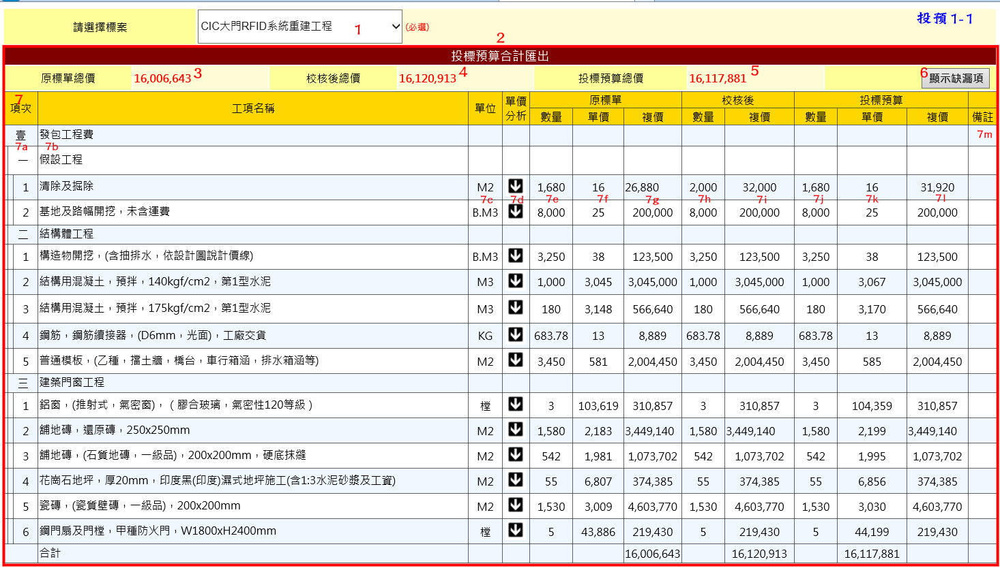 請選擇標案 CIC大門RFID系統重建工程 1 (必選) 投預1-1
2
投標預算合計匯出
原標單總價 16,006,643 3 校核後總價 16,120,913 4 投標預算總價 16,117,881 5 6 顯示缺漏項
7
項次 工項名稱 單位 單價分析 原標單 校核後 投標預算
數量 單價 複價 數量 複價 數量 單價 複價 備註
壹 發包工程費 7m
7a 7b
一 假設工程
1 清除及掘除 M2 1,680 16 26,880 2,000 32,000 1,680 16 31,920
7c 7d 7e 7f 7g 7h 7i 7j 7k 7l
2 基地及路幅開挖，未含運費 B.M3 8,000 25 200,000 8,000 200,000 8,000 25 200,000
二 結構體工程
1 構造物開挖，(含抽排水，依設計圖說計價線) B.M3 3,250 38 123,500 3,250 123,500 3,250 38 123,500
2 結構用混凝土，預拌，140kgf/cm2，第1型水泥 M3 1,000 3,045 3,045,000 1,000 3,045,000 1,000 3,067 3,045,000
3 結構用混凝土，預拌，175kgf/cm2，第1型水泥 M3 180 3,148 566,640 180 566,640 180 3,170 566,640
4 鋼筋，鋼筋續接器，(D6mm，光面)，工廠交貨 KG 683.78 13 8,889 683.78 8,889 683.78 13 8,889
5 普通模板，(乙種，擋土牆，橋台，車行箱涵，排水箱涵等) M2 3,450 581 2,004,450 3,450 2,004,450 3,450 585 2,004,450
三 建築門窗工程
1 鋁窗，(推射式，氣密窗)，（膠合玻璃，氣密性120等級） 樘 3 103,619 310,857 3 310,857 3 104,359 310,857
2 舖地磚，還原磚，250x250mm M2 1,580 2,183 3,449,140 1,580 3,449,140 1,580 2,199 3,449,140
3 舖地磚，(石質地磚，一級品)，200x200mm，硬底抹縫 M2 542 1,981 1,073,702 542 1,073,702 542 1,995 1,073,702
4 花崗石地坪，厚20mm，印度黑(印度)濕式地坪施工(含1:3水泥砂漿及工資) M2 55 6,807 374,385 55 374,385 55 6,856 374,385
5 瓷磚，(瓷質壁磚，一級品)，200x200mm M2 1,530 3,009 4,603,770 1,530 4,603,770 1,530 3,030 4,603,770
6 鋼門扇及門樘，甲種防火門，W1800xH2400mm 樘 5 43,886 219,430 5 219,430 5 44,199 219,430
合計 16,006,643 16,120,913 16,117,881